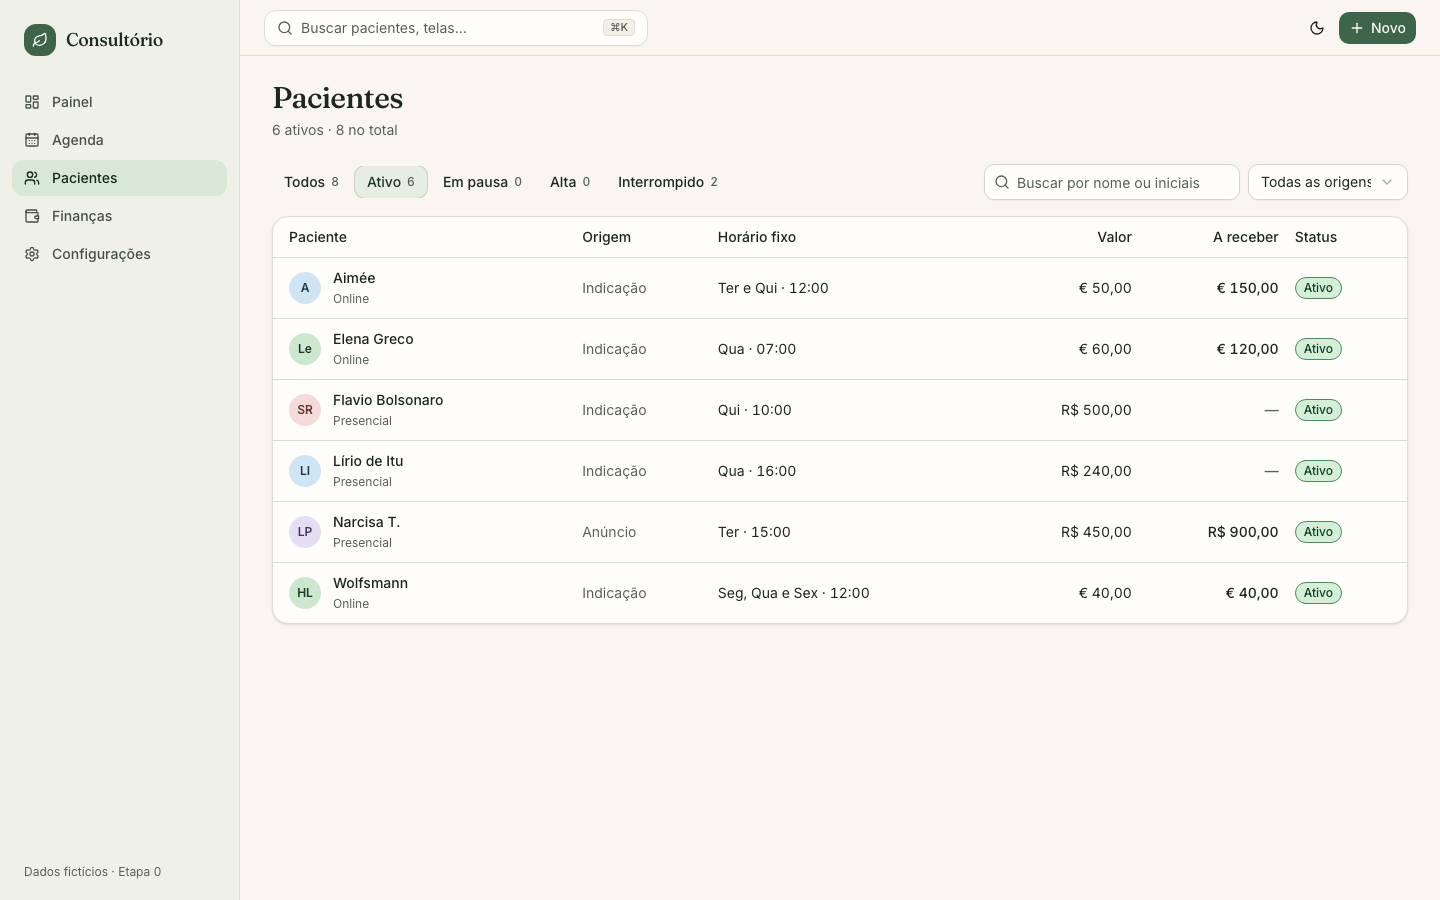 Consultório
Buscar pacientes, telas...
⌘K
Novo
Painel
Agenda
Pacientes
Finanças
Configurações
Pacientes
6 ativos · 8 no total
Todos 8
Ativo 6
Em pausa 0
Alta 0
Interrompido 2
Buscar por nome ou iniciais
Todas as origens
Paciente Origem Horário fixo Valor A receber Status
A Aimée Indicação Ter e Qui · 12:00 € 50,00 € 150,00 Ativo
Online
Le Elena Greco Indicação Qua · 07:00 € 60,00 € 120,00 Ativo
Online
SR Flavio Bolsonaro Indicação Qui · 10:00 R$ 500,00 — Ativo
Presencial
LI Lírio de Itu Indicação Qua · 16:00 R$ 240,00 — Ativo
Presencial
LP Narcisa T. Anúncio Ter · 15:00 R$ 450,00 R$ 900,00 Ativo
Presencial
HL Wolfsmann Indicação Seg, Qua e Sex · 12:00 € 40,00 € 40,00 Ativo
Online
Dados fictícios · Etapa 0